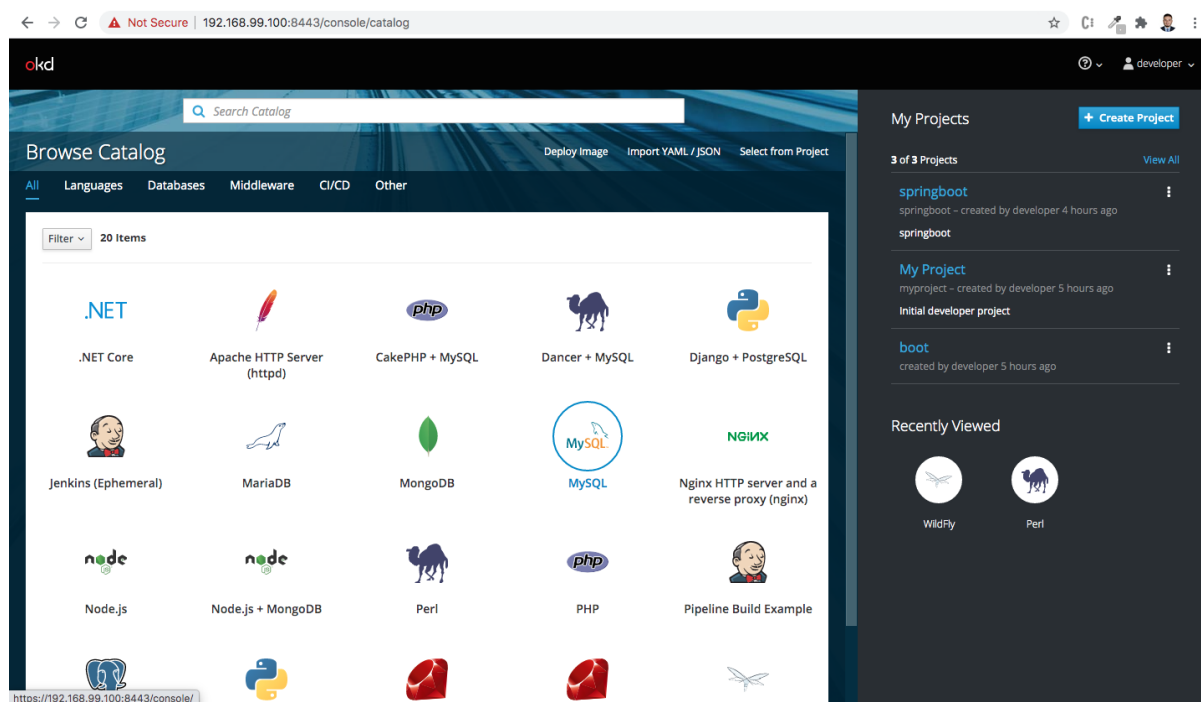 Not Secure | 192.168.99.100:8443/console/catalog
okd
developer
Search Catalog
Browse Catalog
Deploy Image Import YAML / JSON Select from Project
All Languages Databases Middleware CI/CD Other
Filter 20 Items
.NET
php
.NET Core
Apache HTTP Server
(httpd)
CakePHP + MySQL
Dancer + MySQL
Django + PostgreSQL
MySQL
NGINX
Jenkins (Ephemeral)
MariaDB
MongoDB
MySQL
Nginx HTTP server and a
reverse proxy (nginx)
node
JS
node
JS
php
Node.js
Node.js + MongoDB
Perl
PHP
Pipeline Build Example
https://192.168.99.100:8443/console/
My Projects
+ Create Project
3 of 3 Projects
View All
springboot
springboot – created by developer 4 hours ago
springboot
My Project
myproject – created by developer 5 hours ago
Initial developer project
boot
created by developer 5 hours ago
Recently Viewed
WildFly
Perl